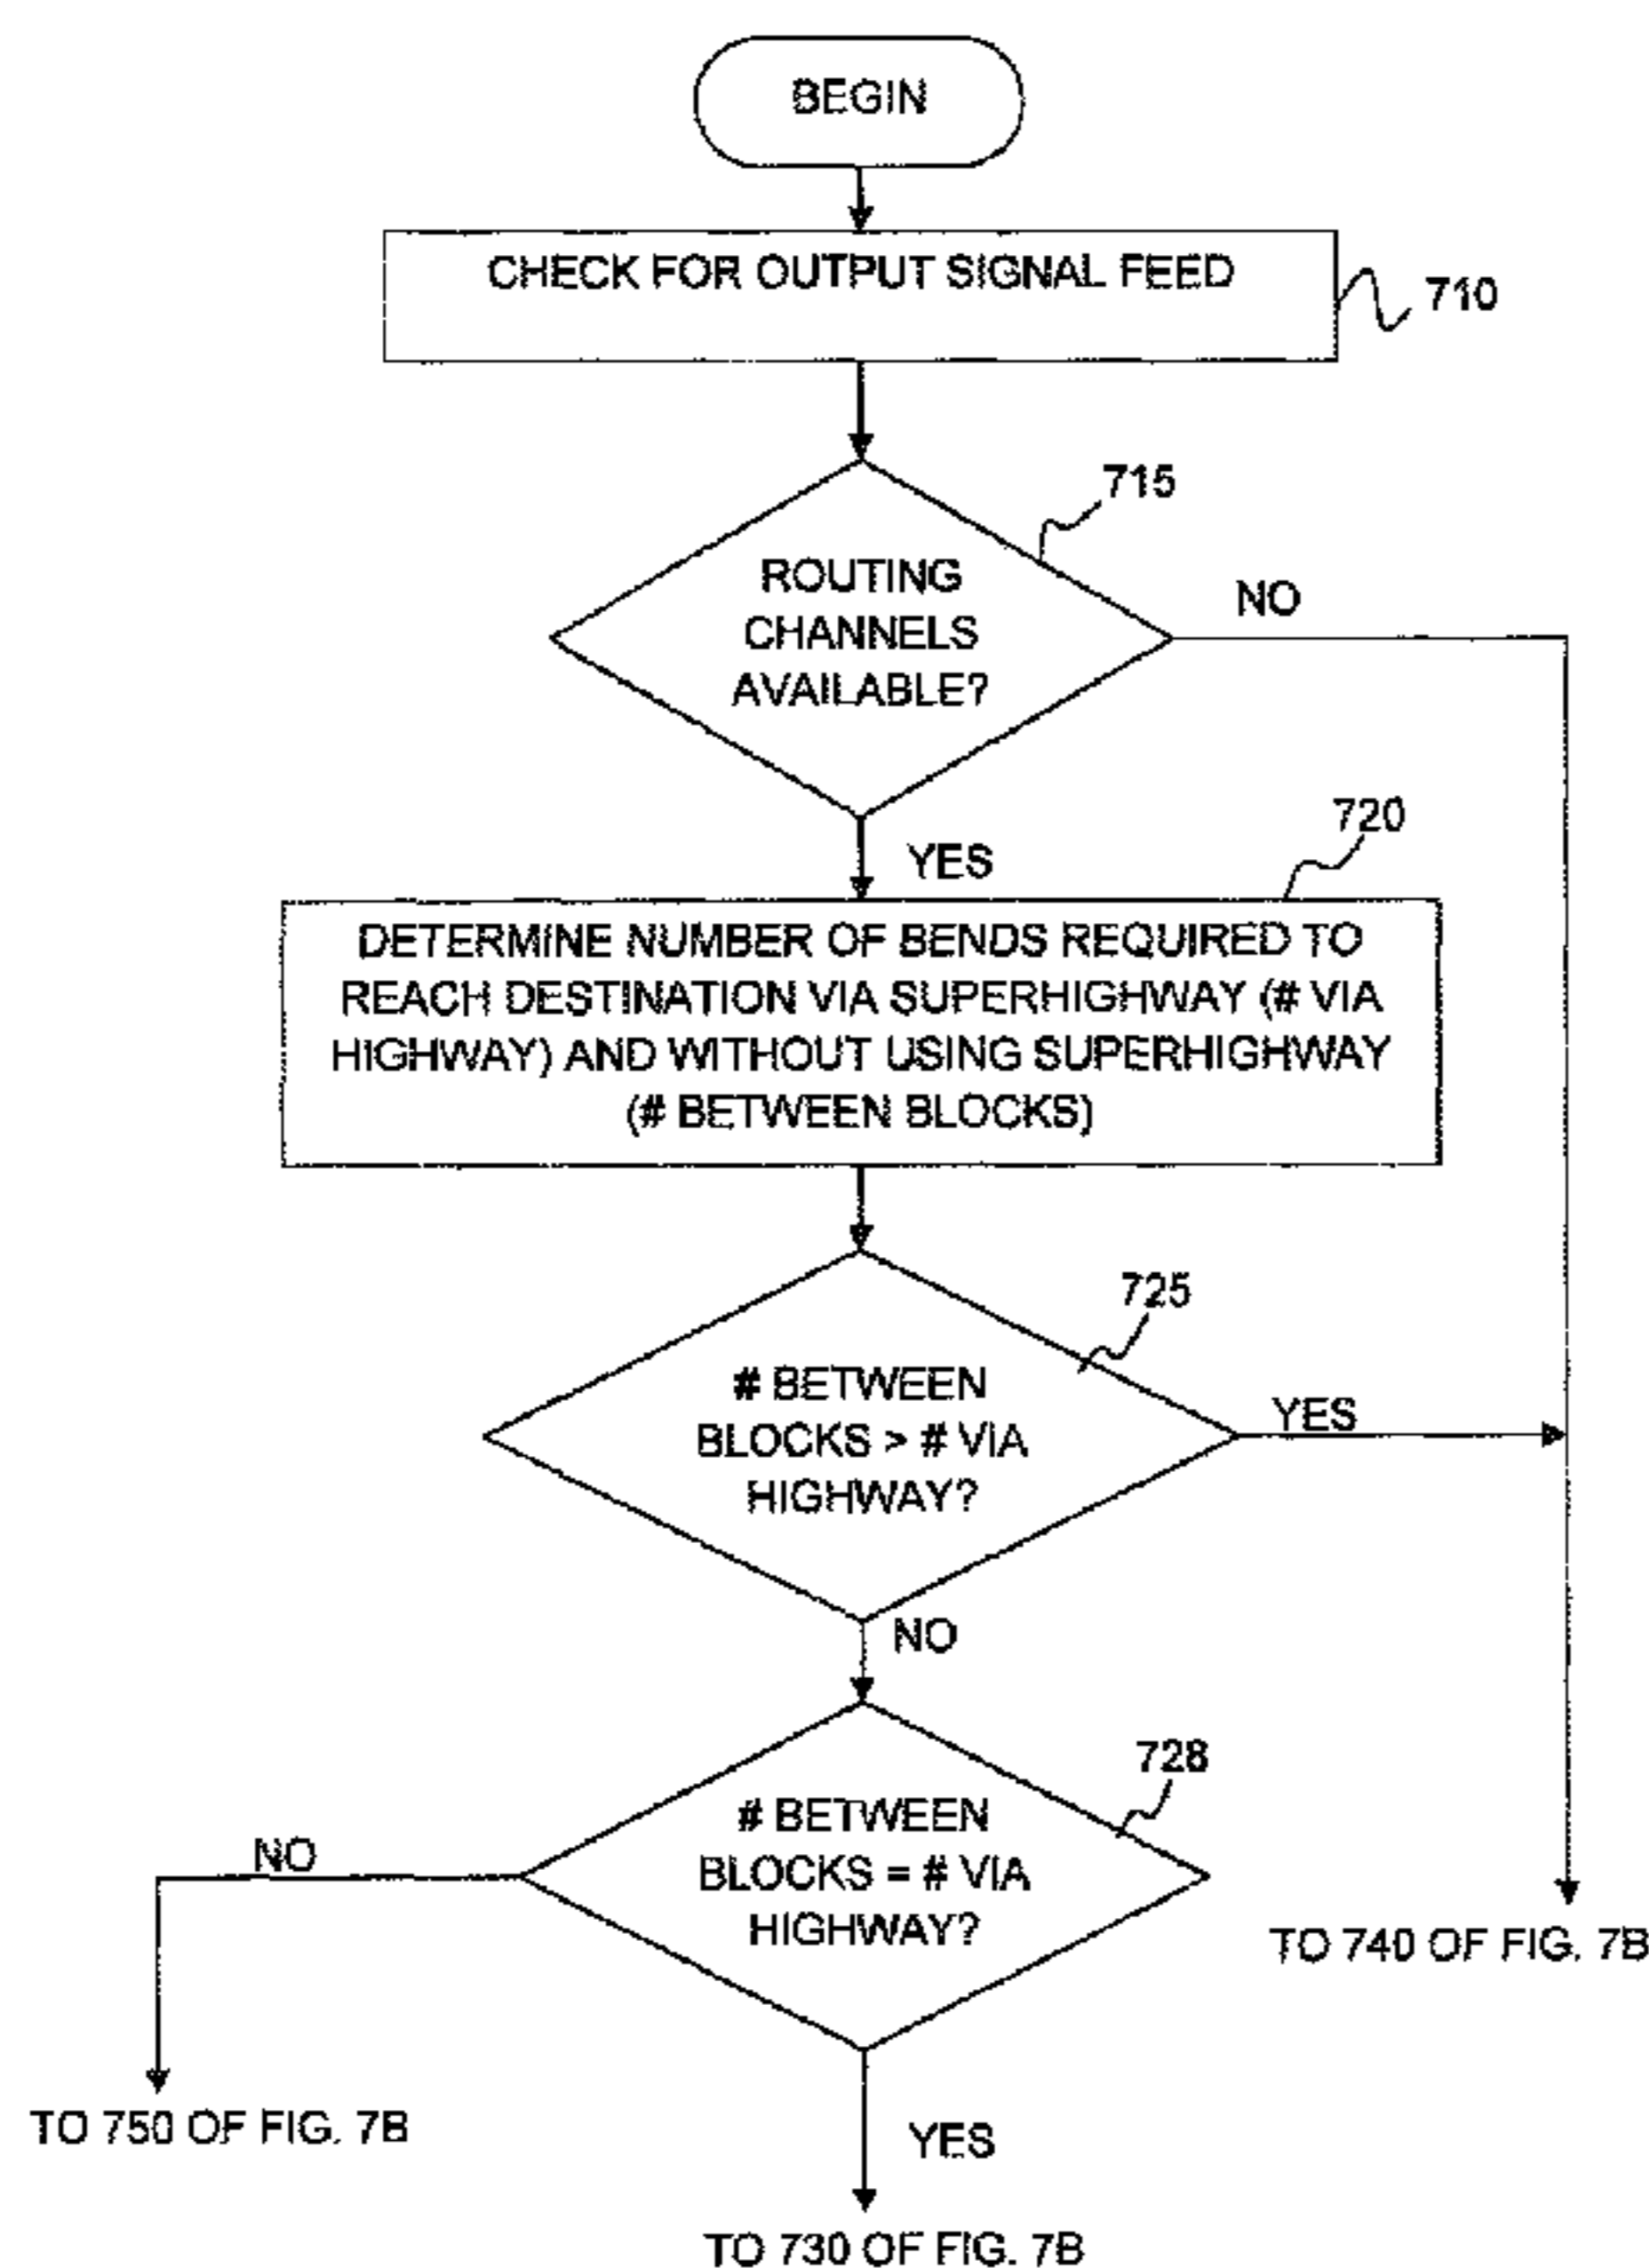 BEGIN
CHECK FOR OUTPUT SIGNAL FEED
710
715
ROUTING
CHANNELS
AVAILABLE?
NO
YES
720
DETERMINE NUMBER OF BENDS REQUIRED TO
REACH DESTINATION VIA SUPERHIGHWAY (# VIA
HIGHWAY) AND WITHOUT USING SUPERHIGHWAY
(# BETWEEN BLOCKS)
725
# BETWEEN
BLOCKS > # VIA
HIGHWAY?
YES
NO
728
# BETWEEN
BLOCKS = # VIA
HIGHWAY?
NO
TO 740 OF FIG. 7B
TO 750 OF FIG. 7B
YES
TO 730 OF FIG. 7B